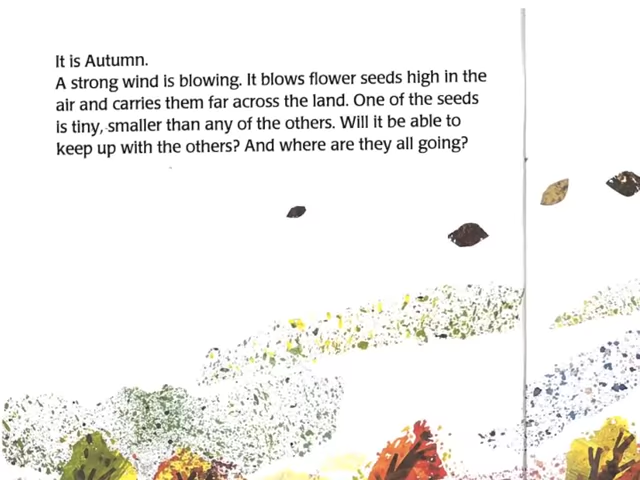 It is Autumn.
A strong wind is blowing. It blows flower seeds high in the
air and carries them far across the land. One of the seeds
is tiny, smaller than any of the others. Will it be able to
keep up with the others? And where are they all going?